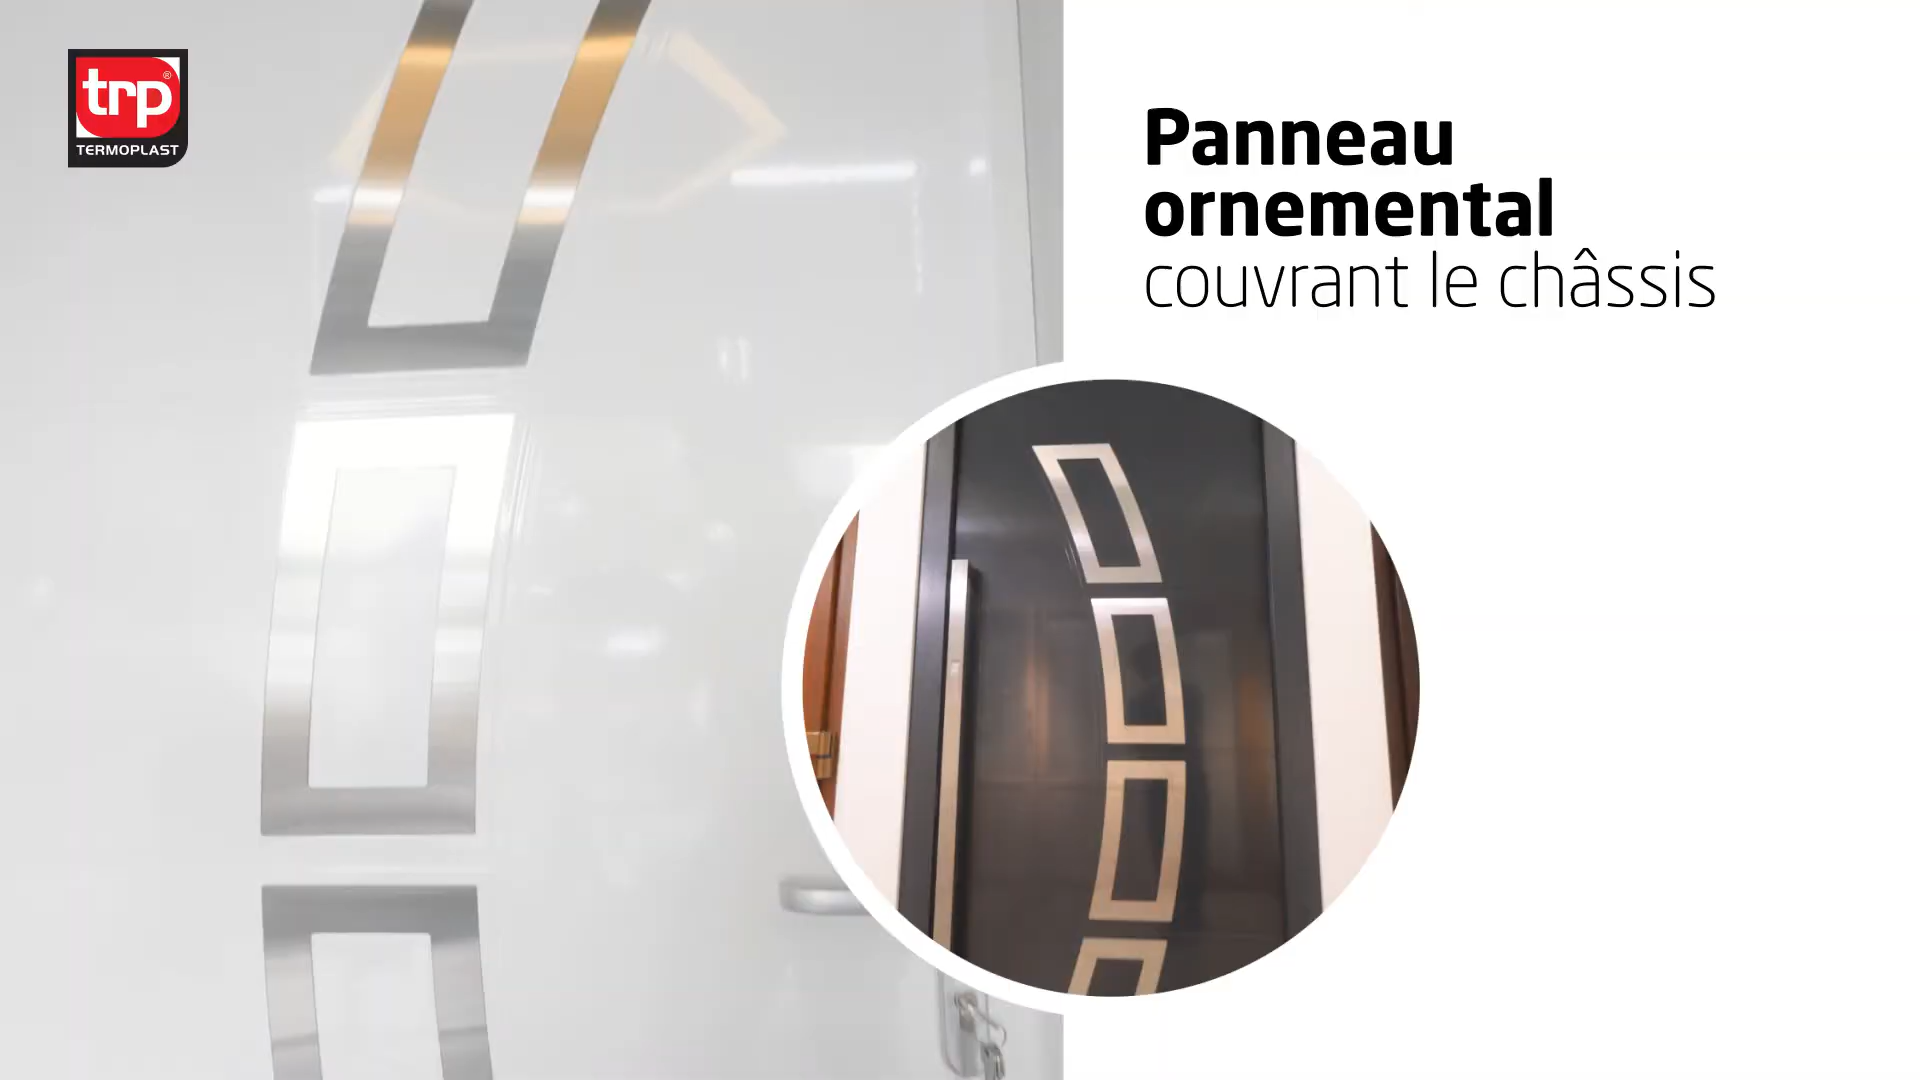 trp®
TERMOPLAST
Panneau
ornemental
couvrant le châssis